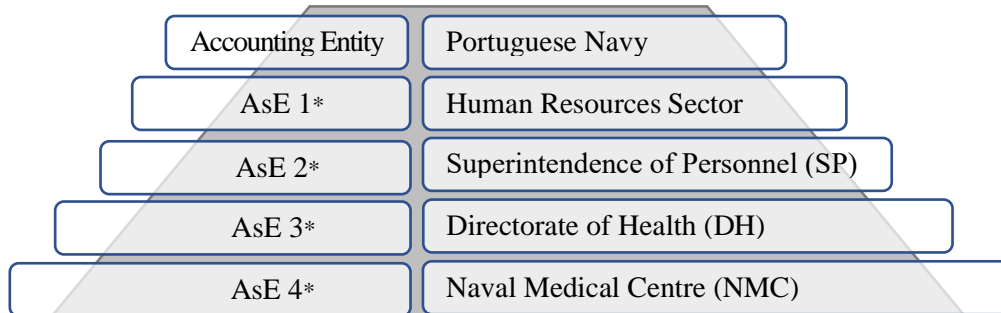 Accounting Entity Portuguese Navy
AsE 1* Human Resources Sector
AsE 2* Superintendence of Personnel (SP)
AsE 3* Directorate of Health (DH)
AsE 4* Naval Medical Centre (NMC)